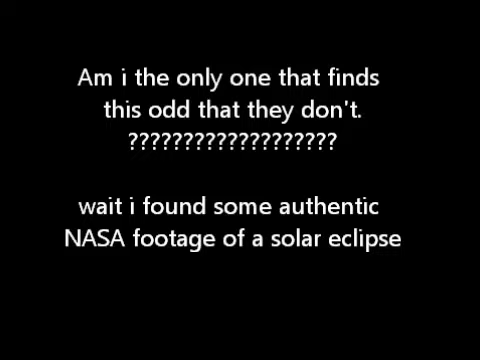 Am i the only one that finds
this odd that they don't.
???????????????????
wait i found some authentic
NASA footage of a solar eclipse